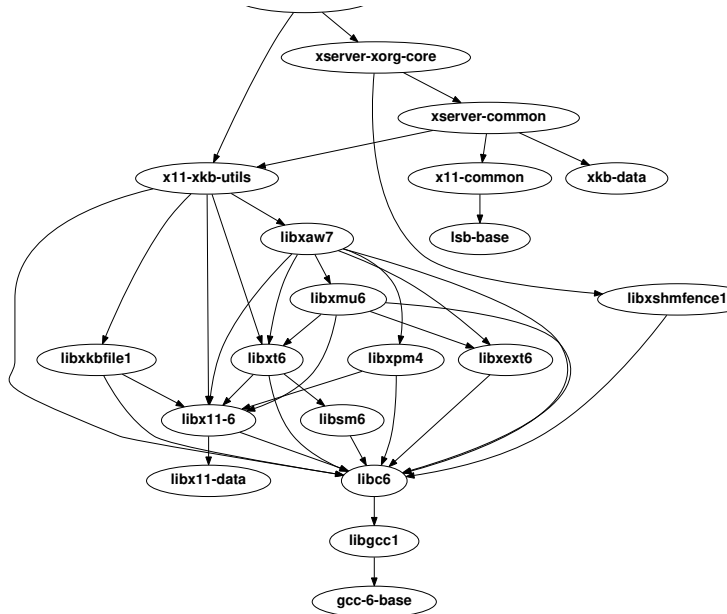 xserver-xorg-core
xserver-common
x11-xkb-utils
x11-common
xkb-data
libxaw7
lsb-base
libxmu6
libxshmfence1
libxkbfile1
libxt6
libxpm4
libxext6
libx11-6
libsm6
libx11-data
libc6
libgcc1
gcc-6-base